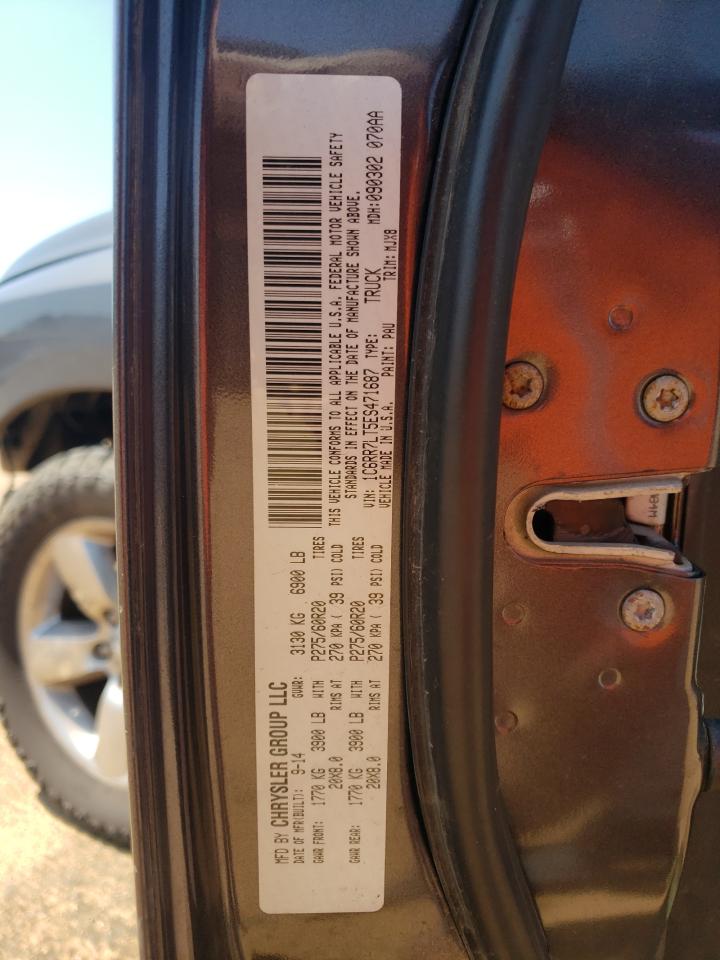 MFD BY CHRYSLER GROUP LLC
DATE OF MFR(BUILT): 9-14 GVWR: 3130 KG 6900 LB
GAWR FRONT: 1770 KG 3900 LB WITH P275/60R20 TIRES
20X8.0 RIMS AT 270 KPA ( 39 PSI) COLD
GAWR REAR: 1770 KG 3900 LB WITH P275/60R20 TIRES
20X8.0 RIMS AT 270 KPA ( 39 PSI) COLD
THIS VEHICLE CONFORMS TO ALL APPLICABLE U.S.A. FEDERAL MOTOR VEHICLE SAFETY
STANDARDS IN EFFECT ON THE DATE OF MANUFACTURE SHOWN ABOVE.
VIN: 1C6RR7LT5ES471687 TYPE: TRUCK MDH:090302 070AA
VEHICLE MADE IN U.S.A. PAINT: PAU TRIM: MJX8